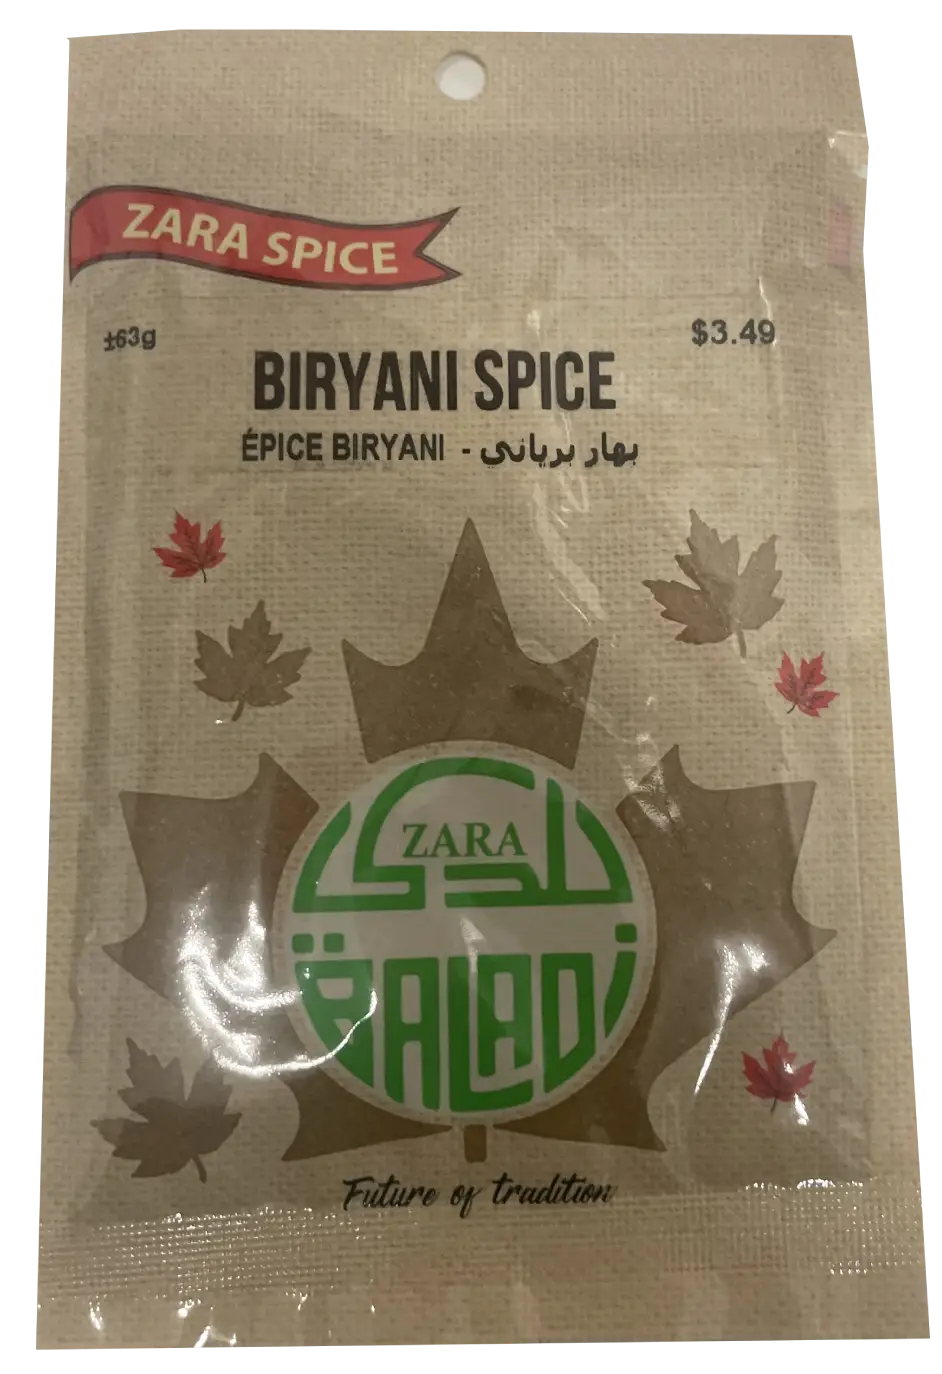 ZARA SPICE
±63g
$3.49
BIRYANI SPICE
ÉPICE BIRYANI - بهار برياني
ZARA
بلدي
BALADI
Future of tradition